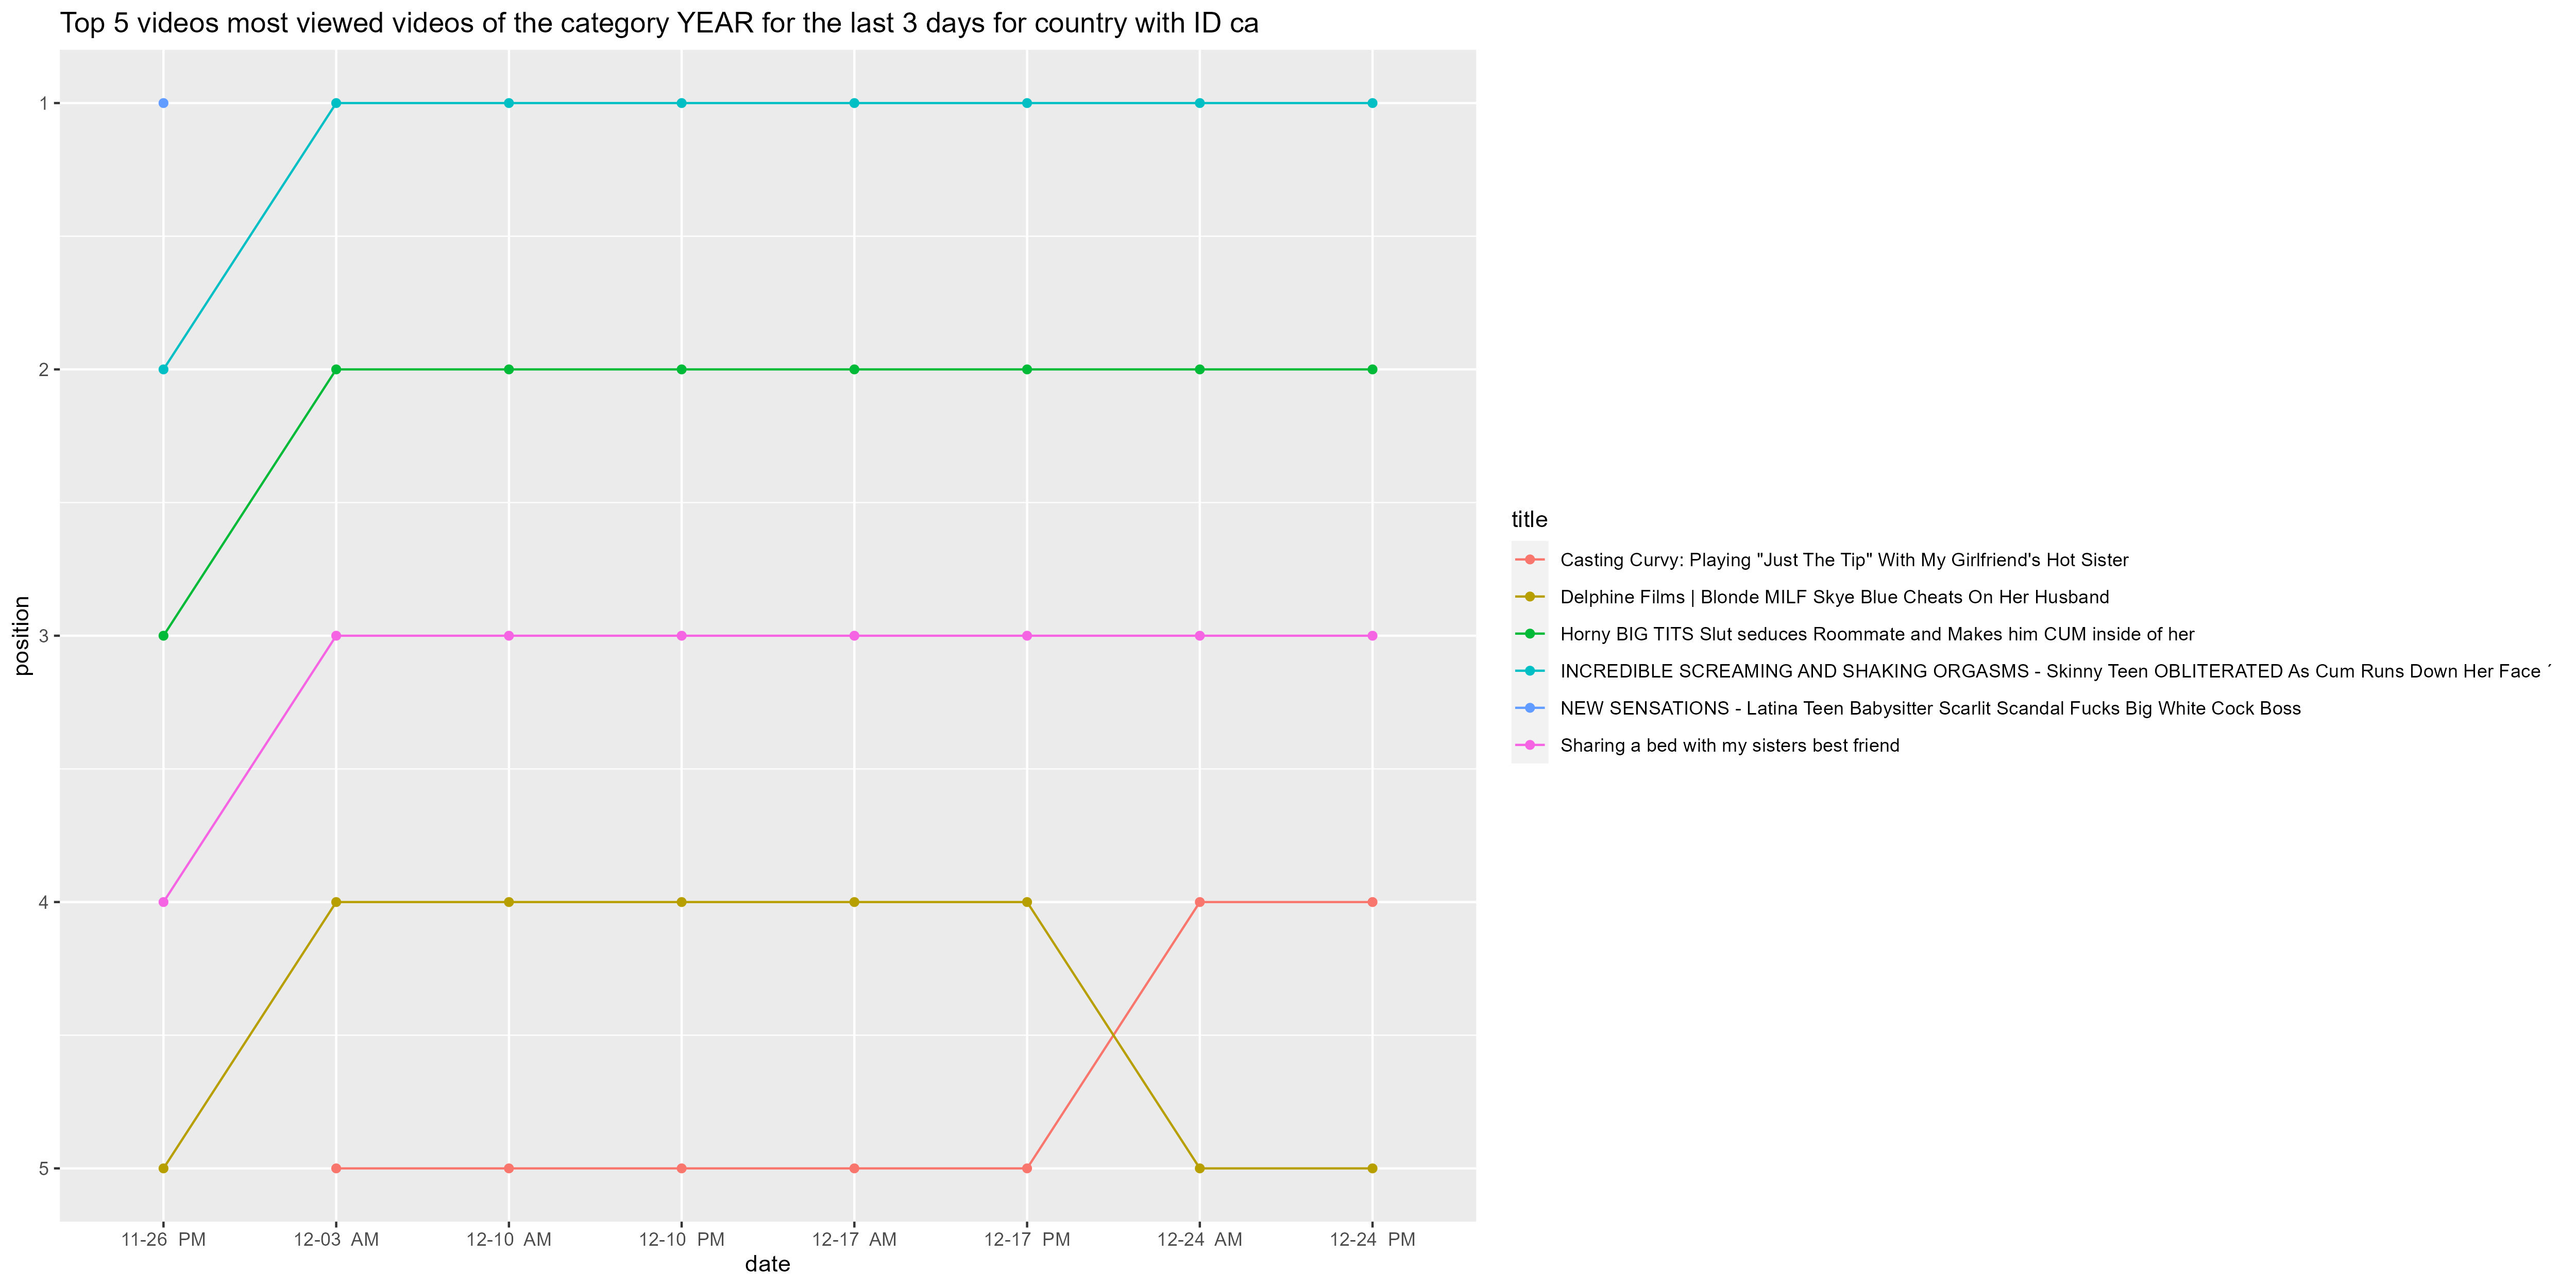 Top 5 videos most viewed videos of the category YEAR for the last 3 days for country with ID ca
position
1
2
3
4
5
11-26 PM
12-03 AM
12-10 AM
12-10 PM
12-17 AM
12-17 PM
12-24 AM
12-24 PM
date
title
Casting Curvy: Playing "Just The Tip" With My Girlfriend's Hot Sister
Delphine Films | Blonde MILF Skye Blue Cheats On Her Husband
Horny BIG TITS Slut seduces Roommate and Makes him CUM inside of her
INCREDIBLE SCREAMING AND SHAKING ORGASMS - Skinny Teen OBLITERATED As Cum Runs Down Her Face
NEW SENSATIONS - Latina Teen Babysitter Scarlit Scandal Fucks Big White Cock Boss
Sharing a bed with my sisters best friend